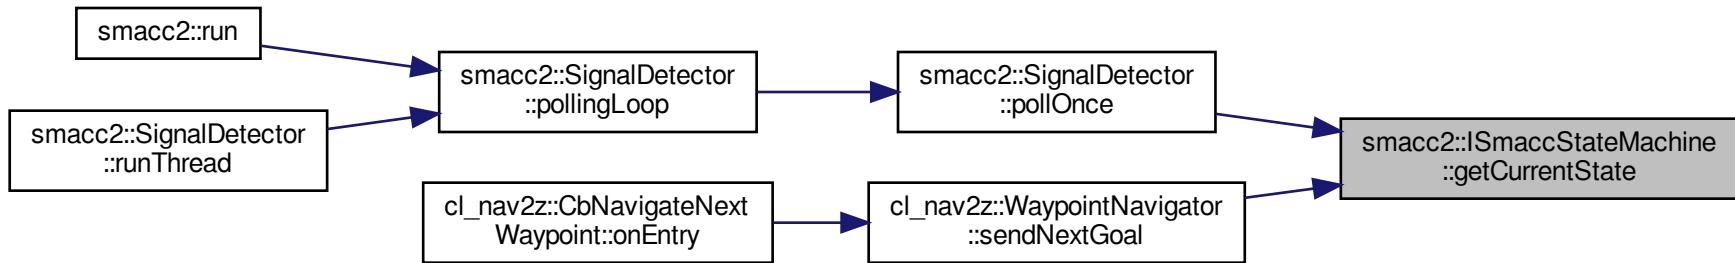 smacc2::run
smacc2::SignalDetector
::runThread
smacc2::SignalDetector
::pollingLoop
smacc2::SignalDetector
::pollOnce
cl_nav2z::CbNavigateNext
Waypoint::onEntry
cl_nav2z::WaypointNavigator
::sendNextGoal
smacc2::ISmaccStateMachine
::getCurrentState